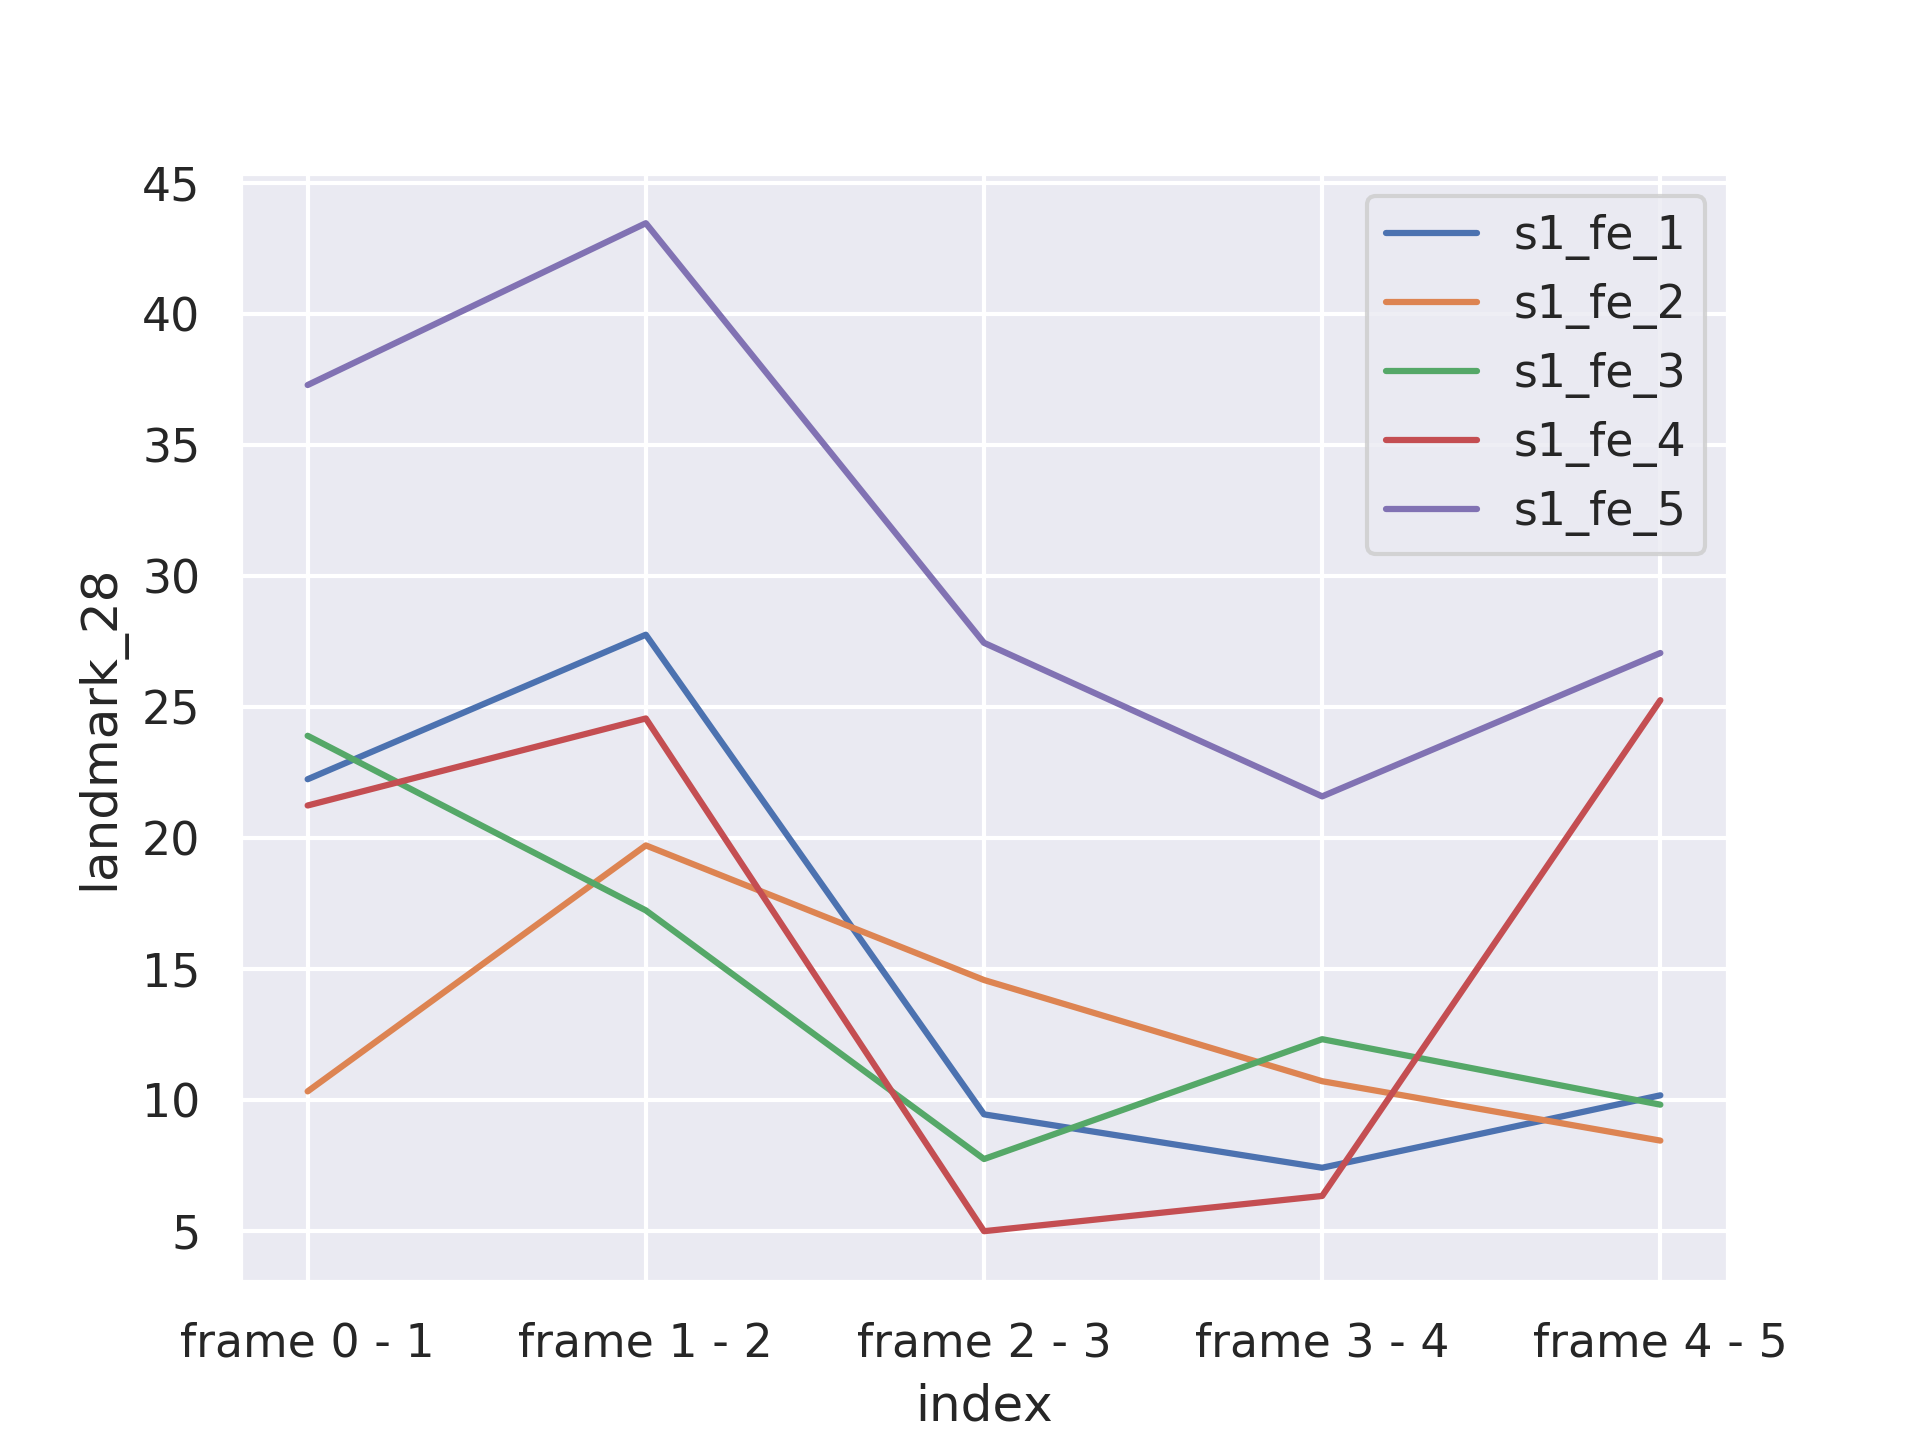 45
40
35
30
25
20
15
10
5
landmark_28
s1_fe_1
s1_fe_2
s1_fe_3
s1_fe_4
s1_fe_5
frame 0 - 1 frame 1 - 2 frame 2 - 3 frame 3 - 4 frame 4 - 5
index